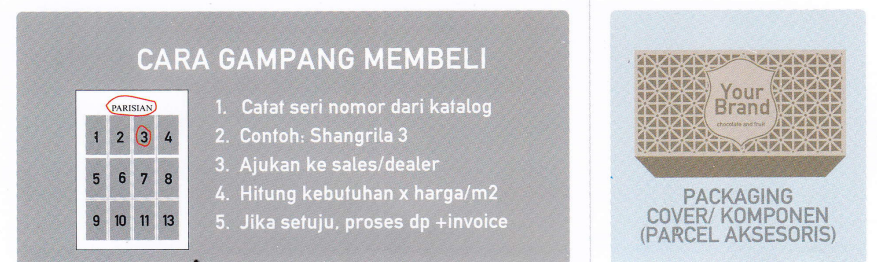 CARA GAMPANG MEMBELI
PARISIAN
1 2 3 4
5 6 7 8
9 10 11 13
1. Catat seri nomor dari katalog
2. Contoh: Shangrila 3
3. Ajukan ke sales/dealer
4. Hitung kebutuhan x harga/m2
5. Jika setuju, proses dp +invoice
Your
Brand
chocolate and fruit
PACKAGING
COVER/ KOMPONEN
(PARCEL AKSESORIS)